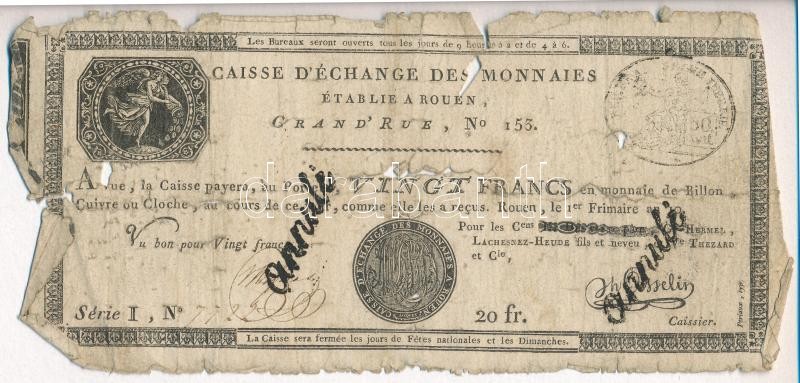 Les Bureaux seront ouverts tous les jours de 9 heures à 2 et de 4 à 6.
CAISSE D'ÉCHANGE DES MONNAIES
ÉTABLIE A ROUEN,
GRAND'RUE, No 153.
A vue, la Caisse payera, au Por VINGT FRANCS en monnaie de Billon
Cuivre ou Cloche, au cours de ce, comme elle les a reçus. Rouen, le 1er Frimaire an
Vu bon pour Vingt franc
Pour les Cens HERMEL,
LACHESNEZ-HEUDE fils et neveu THEZARD
et Cie,
annulé
annulé
CAISSE D'ÉCHANGE DES MONNAIES A ROUEN
Série I, No
20 fr.
Caissier.
La Caisse sera fermée les jours de Fêtes nationales et les Dimanches.
darabanth